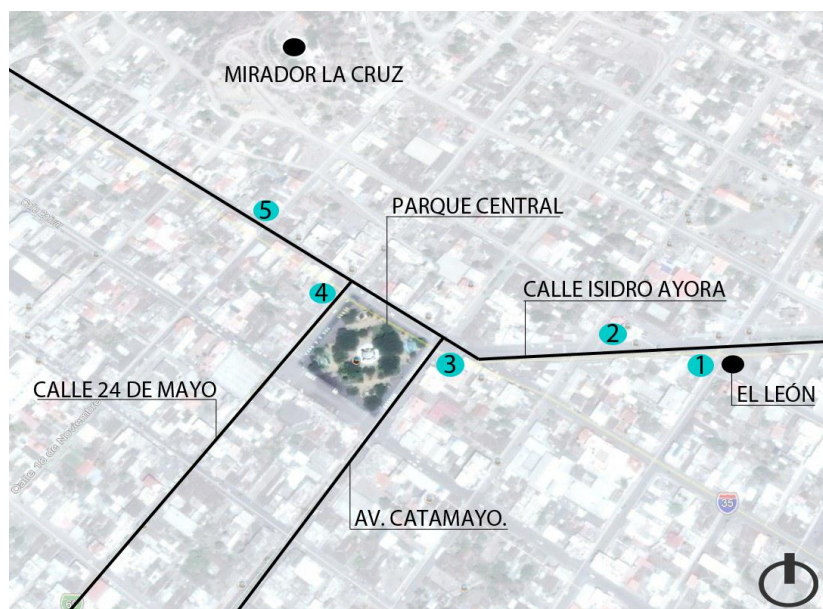 MIRADOR LA CRUZ
5
PARQUE CENTRAL
4
CALLE ISIDRO AYORA
2
3
1
CALLE 24 DE MAYO
EL LEÓN
35
AV. CATAMAYO.